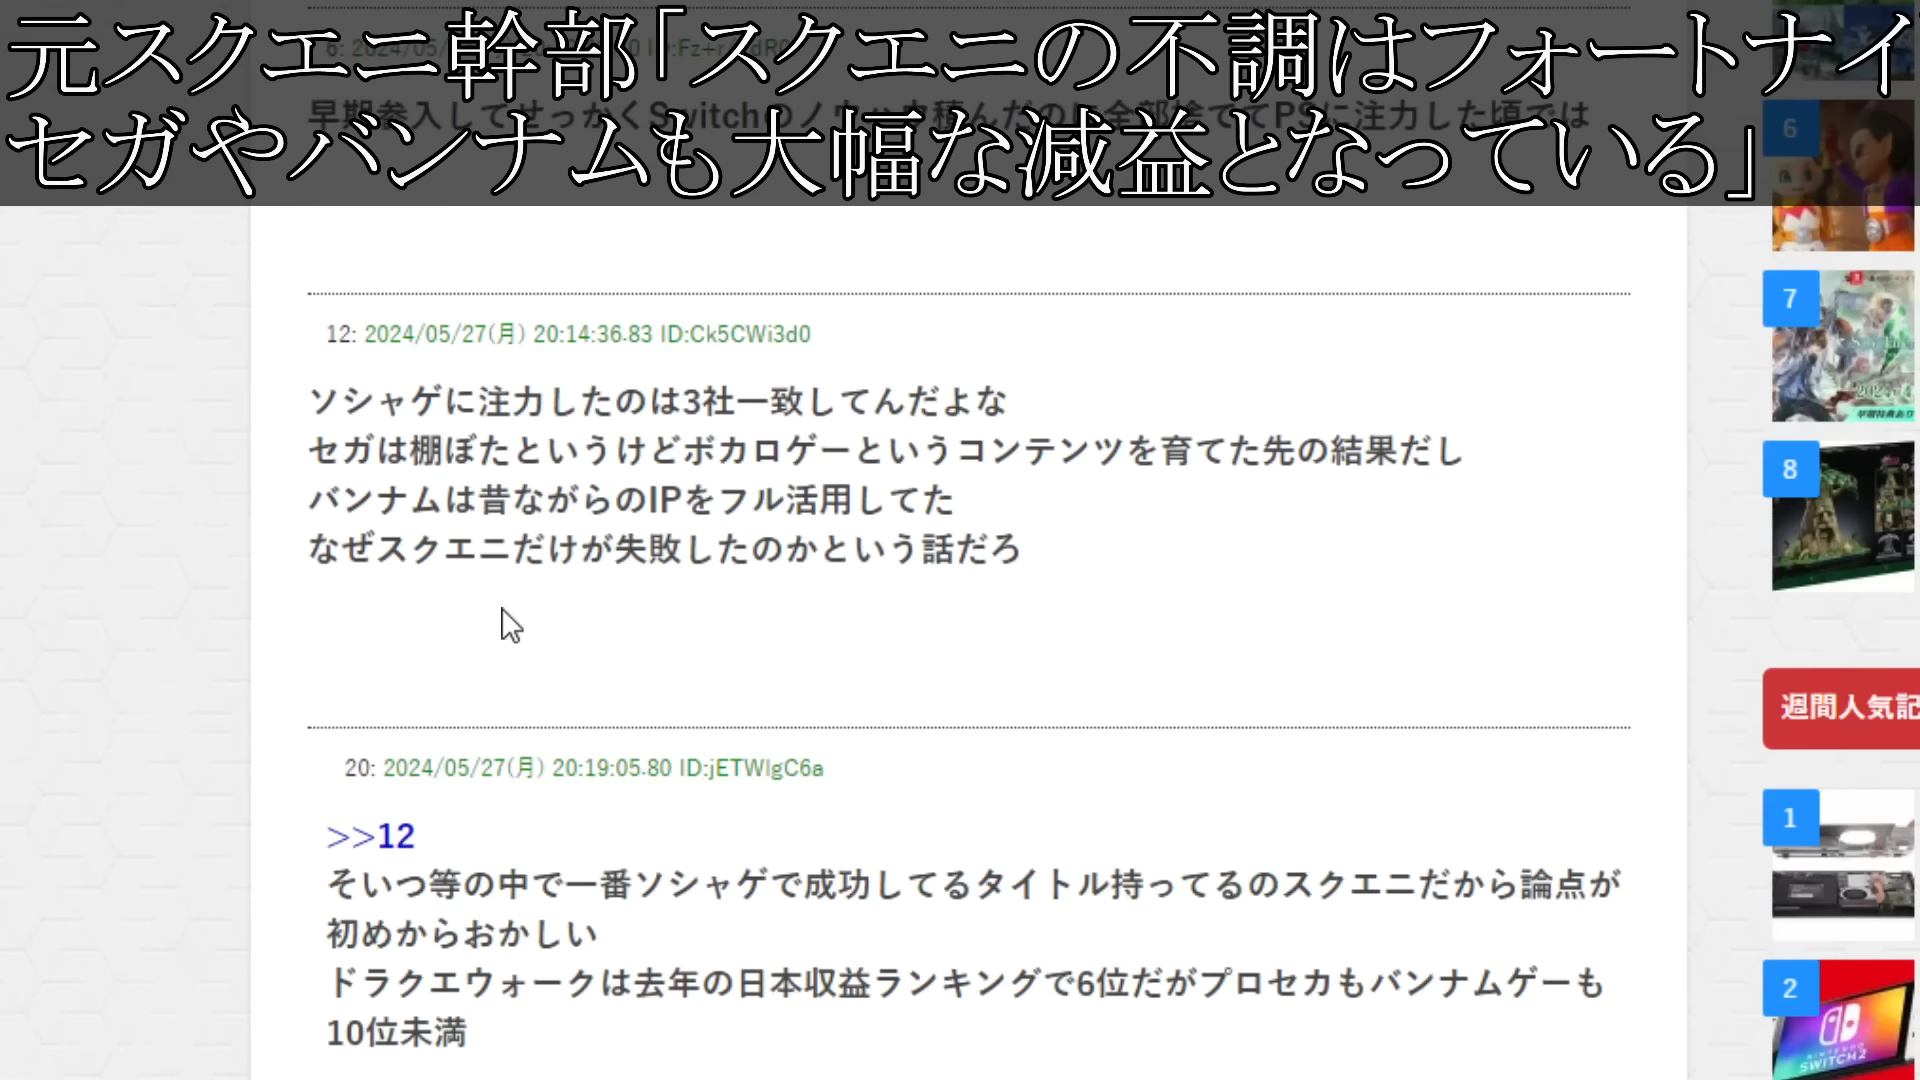 元スクエニ幹部「スクエニの不調はフォートナイ
セガやバンナムも大幅な減益となっている」
6
7
12: 2024/05/27(月) 20:14:36.83 ID:Ck5CWi3d0
ソシャゲに注力したのは3社一致してんだよな
セガは棚ぼたというけどボカロゲーというコンテンツを育てた先の結果だし
バンナムは昔ながらのIPをフル活用してた
なぜスクエニだけが失敗したのかという話だろ
8
週間人気記
20: 2024/05/27(月) 20:19:05.80 ID:jETWlgC6a
>>12
そいつ等の中で一番ソシャゲで成功してるタイトル持ってるのスクエニだから論点が
初めからおかしい
ドラクエウォークは去年の日本収益ランキングで6位だがプロセカもバンナムゲーも
10位未満
1
2
NINTENDO
SWITCH2